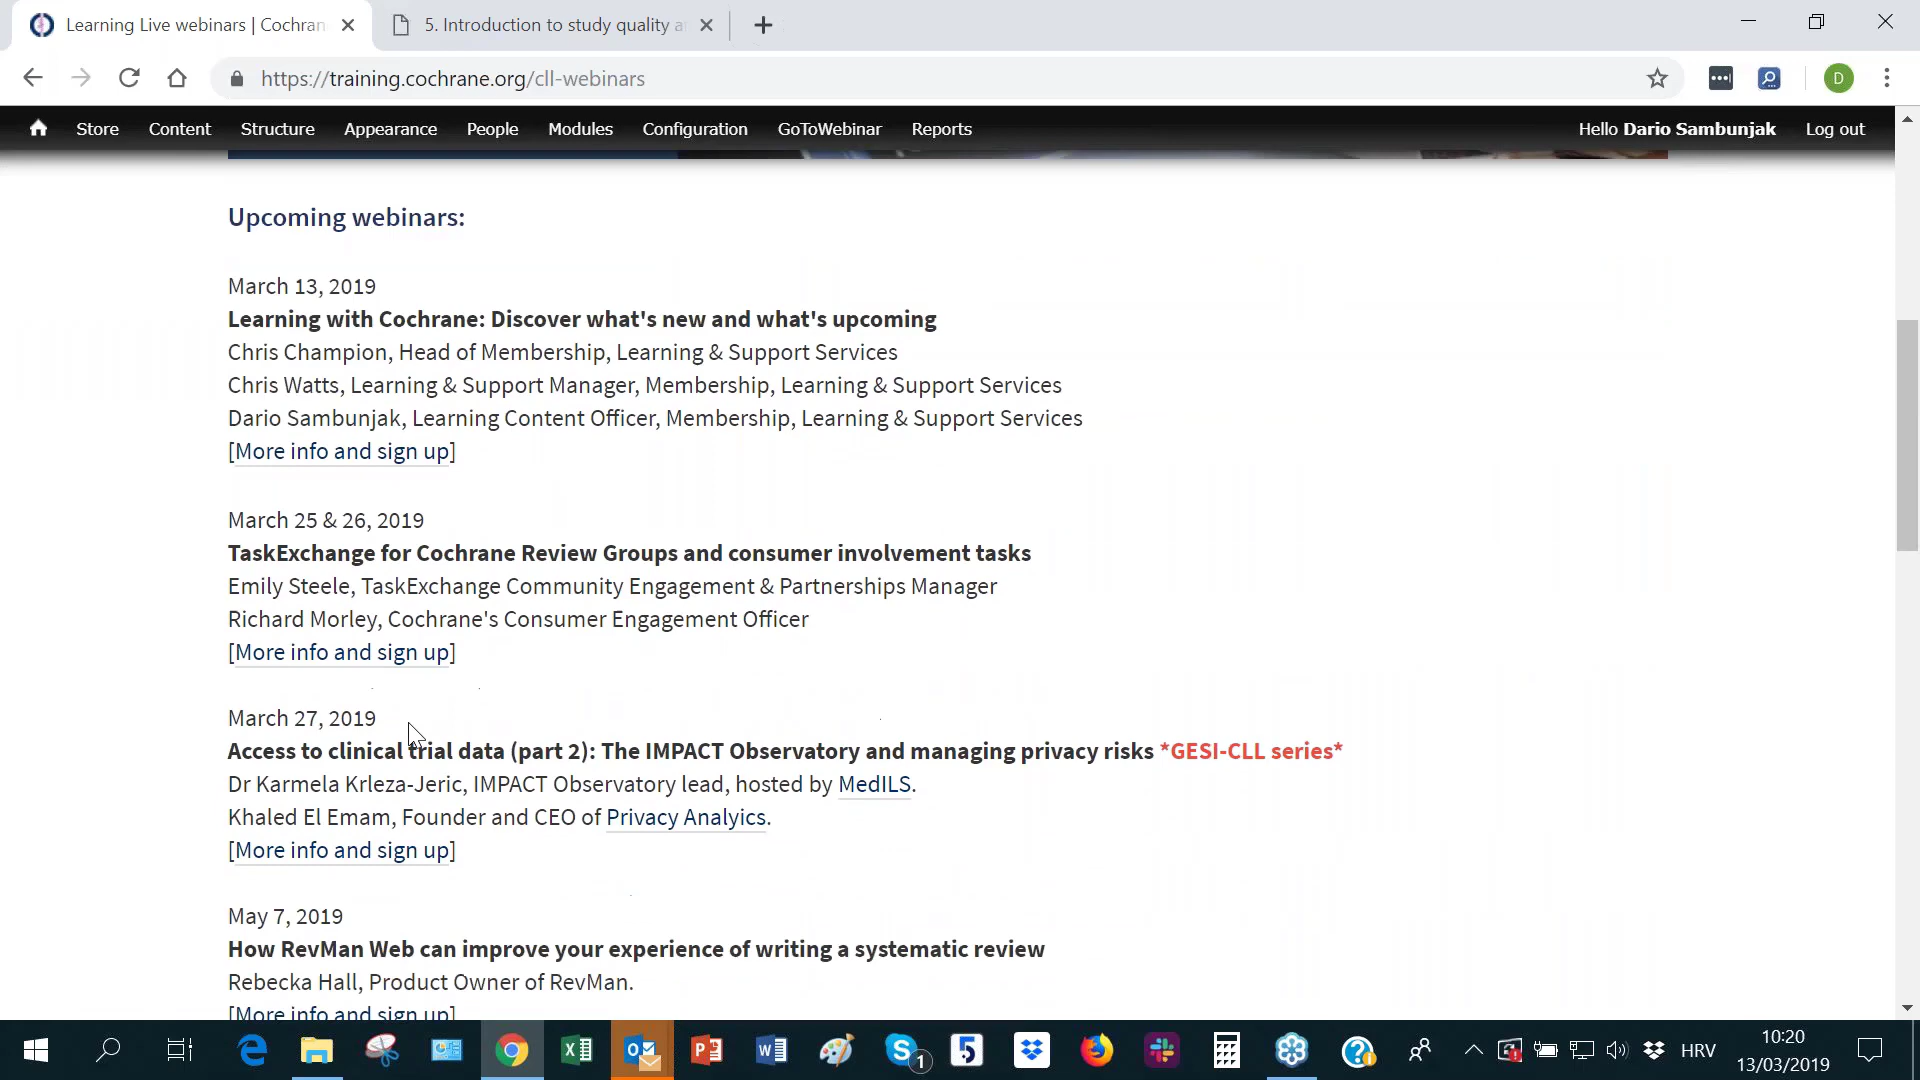 Learning Live webinars | Cochran
5. Introduction to study quality a
https://training.cochrane.org/cll-webinars
D
Store Content Structure Appearance People Modules Configuration GoToWebinar Reports Hello Dario Sambunjak Log out
Upcoming webinars:
March 13, 2019
Learning with Cochrane: Discover what's new and what's upcoming
Chris Champion, Head of Membership, Learning & Support Services
Chris Watts, Learning & Support Manager, Membership, Learning & Support Services
Dario Sambunjak, Learning Content Officer, Membership, Learning & Support Services
[More info and sign up]
March 25 & 26, 2019
TaskExchange for Cochrane Review Groups and consumer involvement tasks
Emily Steele, TaskExchange Community Engagement & Partnerships Manager
Richard Morley, Cochrane's Consumer Engagement Officer
[More info and sign up]
March 27, 2019
Access to clinical trial data (part 2): The IMPACT Observatory and managing privacy risks *GESI-CLL series*
Dr Karmela Krleza-Jeric, IMPACT Observatory lead, hosted by MedILS.
Khaled El Emam, Founder and CEO of Privacy Analyics.
[More info and sign up]
May 7, 2019
How RevMan Web can improve your experience of writing a systematic review
Rebecka Hall, Product Owner of RevMan.
[More info and sign up]
1
5
HRV
10:20
13/03/2019